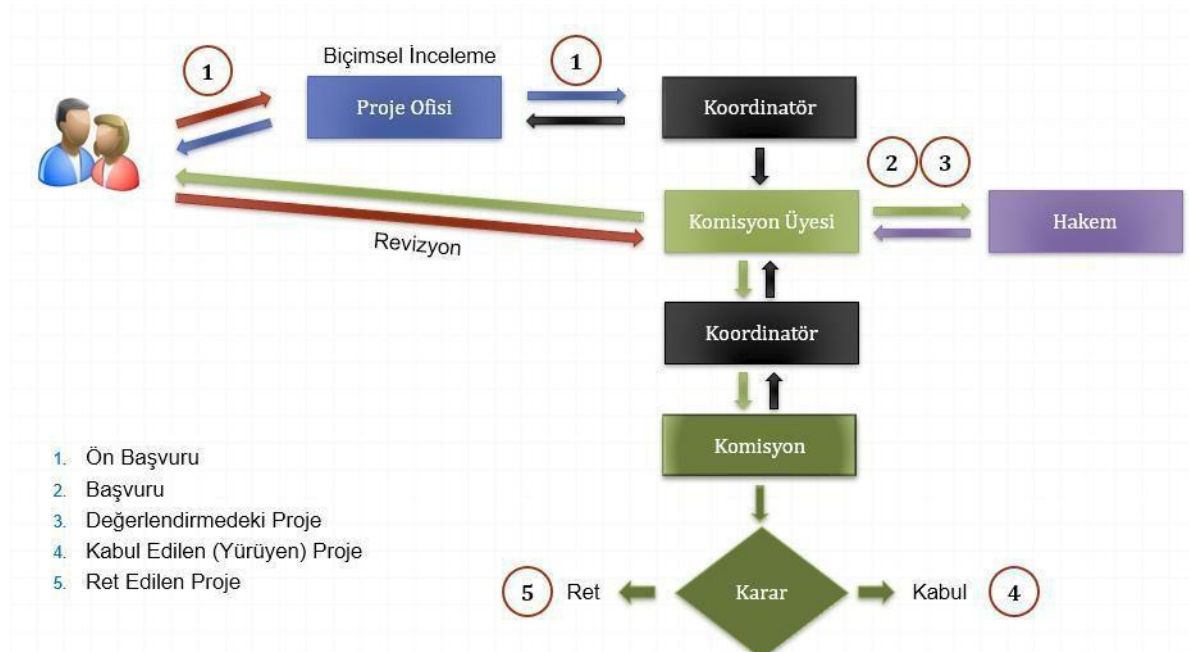 Biçimsel İnceleme
1
1
Proje Ofisi
Koordinatör
2
3
Komisyon Üyesi
Hakem
Revizyon
Koordinatör
Komisyon
1. Ön Başvuru
2. Başvuru
3. Değerlendirmedeki Proje
4. Kabul Edilen (Yürüyen) Proje
5. Ret Edilen Proje
5 Ret
Karar
Kabul 4